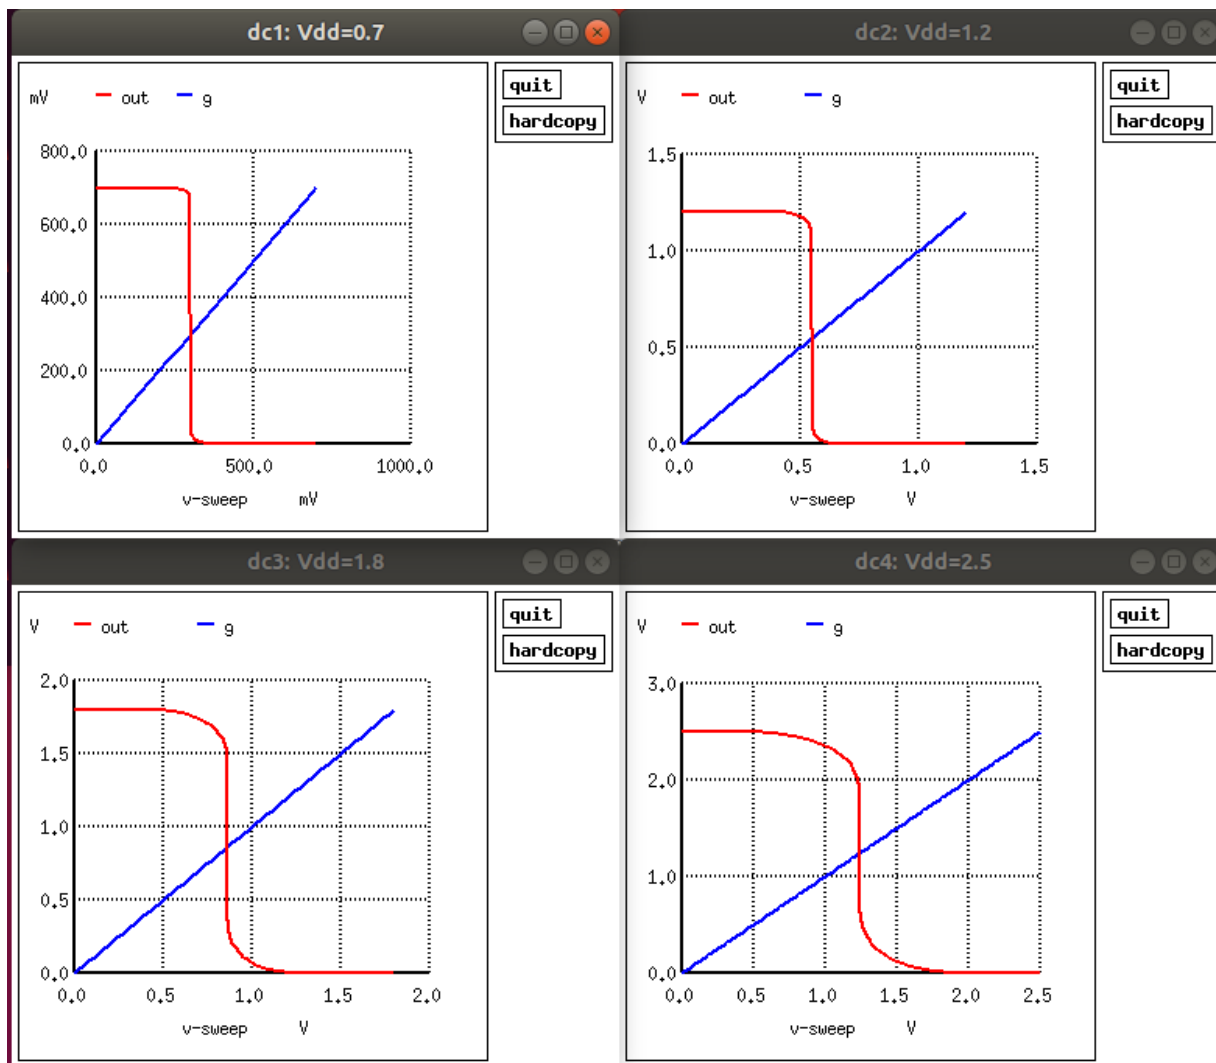 dc1: Vdd=0.7
mV out g
quit
hardcopy
800.0
600.0
400.0
200.0
0.0
0.0 500.0 1000.0
v-sweep mV
dc2: Vdd=1.2
V out g
quit
hardcopy
1.5
1.0
0.5
0.0
0.0 0.5 1.0 1.5
v-sweep V
dc3: Vdd=1.8
V out g
quit
hardcopy
2.0
1.5
1.0
0.5
0.0
0.0 0.5 1.0 1.5 2.0
v-sweep V
dc4: Vdd=2.5
V out g
quit
hardcopy
3.0
2.0
1.0
0.0
0.0 0.5 1.0 1.5 2.0 2.5
v-sweep V